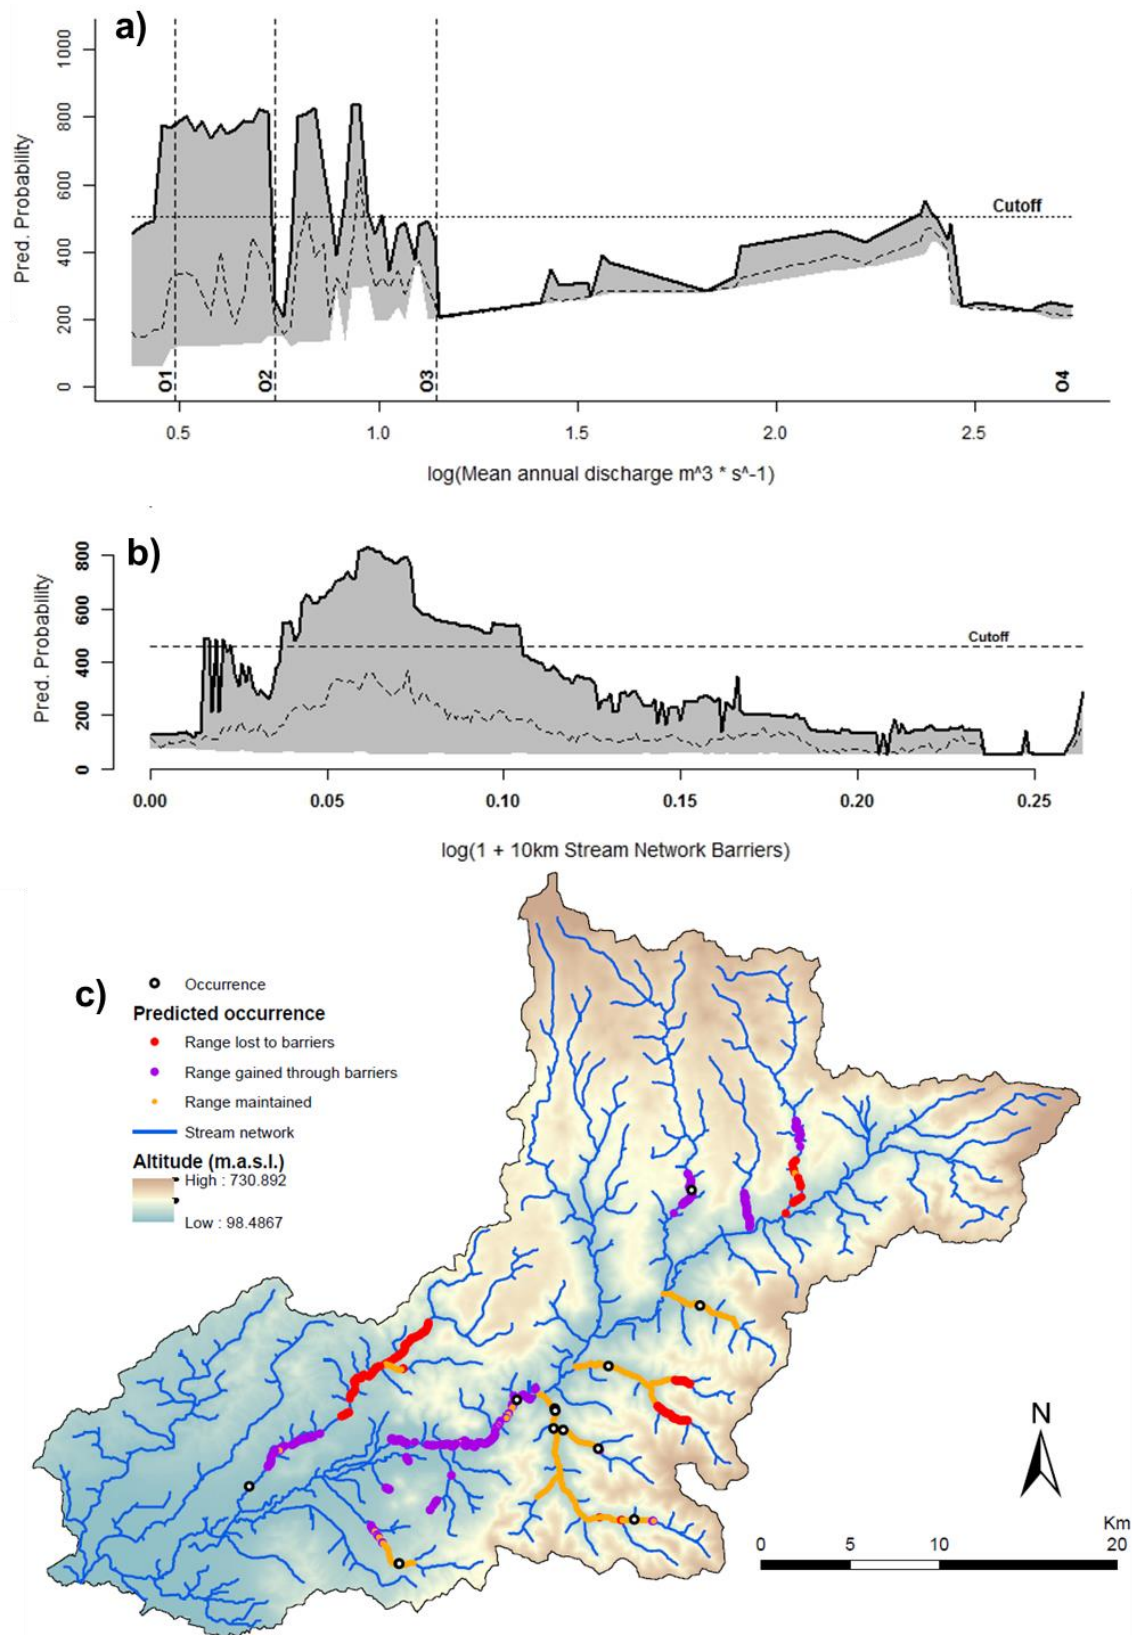 a)
1000
800
600
400
200
0
Pred. Probability
Cutoff
O1
O2
O3
O4
0.5
1.0
1.5
2.0
2.5
log(Mean annual discharge m^3 * s^-1)
b)
800
600
400
200
0
Pred. Probability
Cutoff
0.00
0.05
0.10
0.15
0.20
0.25
log(1 + 10km Stream Network Barriers)
c)
Occurrence
Predicted occurrence
Range lost to barriers
Range gained through barriers
Range maintained
Stream network
Altitude (m.a.s.l.)
High : 730.892
Low : 98.4867
N
Km
0
5
10
20